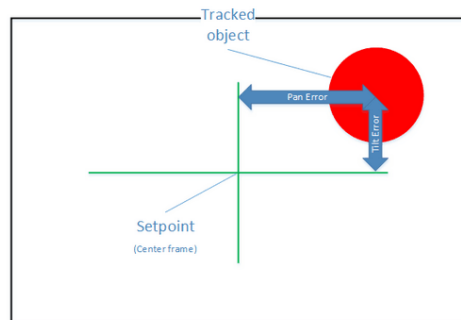 Tracked
object
Pan Error
Tilt Error
Setpoint
(Center frame)